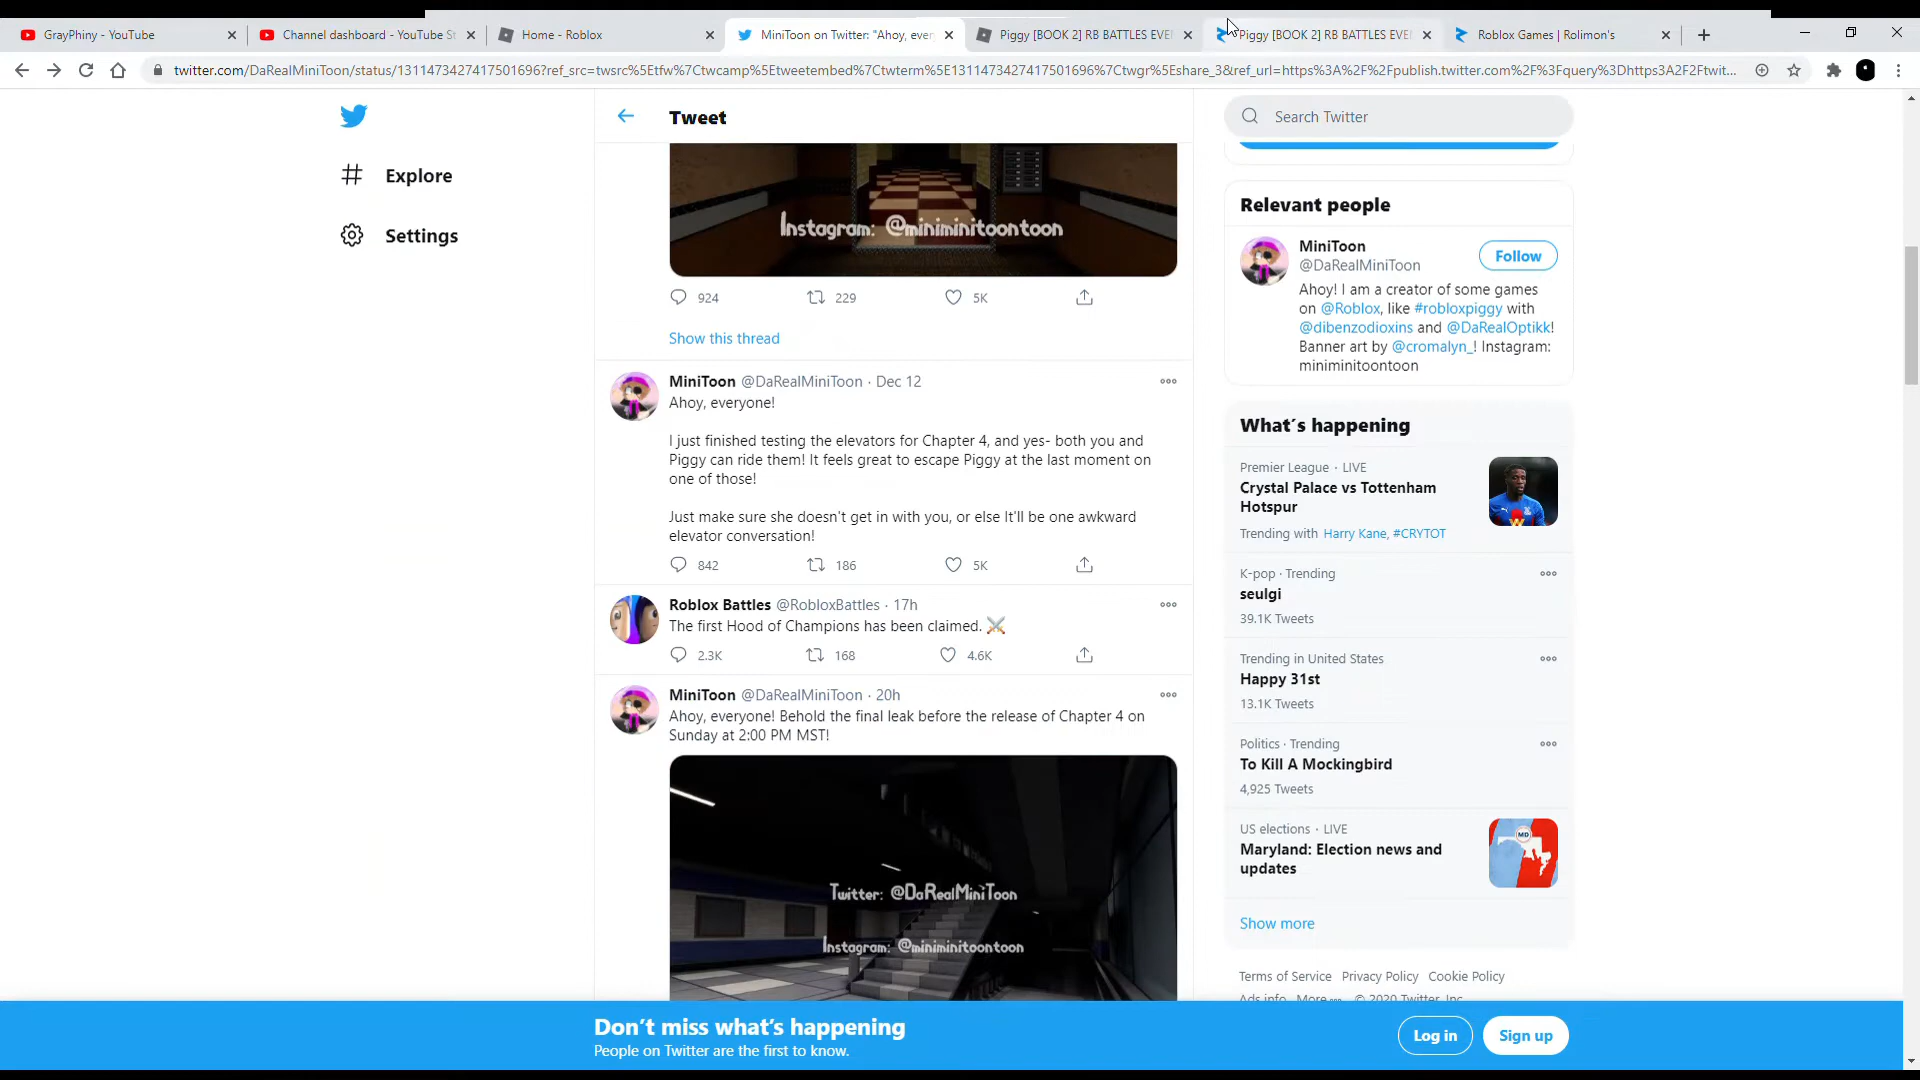 GrayPhiny - YouTube
Channel dashboard - YouTube St
Home - Roblox
MiniToon on Twitter: "Ahoy, ever
Piggy [BOOK 2] RB BATTLES EVE
Piggy [BOOK 2] RB BATTLES EVE
Roblox Games | Rolimon's
twitter.com/DaRealMiniToon/status/1311473427417501696?ref_src=twsrc%5Etfw%7Ctwcamp%5Etweetembed%7Ctwterm%5E1311473427417501696%7Ctwgr%5Eshare_3&ref_url=https%3A%2F%2Fpublish.twitter.com%2F%3Fquery%3Dhttps3A%2F%2Ftwit...
Explore
Settings
Tweet
Instagram: @miniminitoontoon
924
229
5K
Show this thread
MiniToon @DaRealMiniToon · Dec 12
Ahoy, everyone!
I just finished testing the elevators for Chapter 4, and yes- both you and
Piggy can ride them! It feels great to escape Piggy at the last moment on
one of those!
Just make sure she doesn't get in with you, or else It'll be one awkward
elevator conversation!
842
186
5K
Roblox Battles @RobloxBattles · 17h
The first Hood of Champions has been claimed. ⚔️
2.3K
168
4.6K
MiniToon @DaRealMiniToon · 20h
Ahoy, everyone! Behold the final leak before the release of Chapter 4 on
Sunday at 2:00 PM MST!
Twitter: @DaRealMiniToon
Instagram: @miniminitoontoon
Search Twitter
Relevant people
MiniToon
@DaRealMiniToon
Follow
Ahoy! I am a creator of some games
on @Roblox, like #robloxpiggy with
@dibenzodioxins and @DaRealOptikk!
Banner art by @cromalyn_! Instagram:
miniminitoontoon
What's happening
Premier League · LIVE
Crystal Palace vs Tottenham
Hotspur
Trending with Harry Kane, #CRYTOT
K-pop · Trending
seulgi
39.1K Tweets
Trending in United States
Happy 31st
13.1K Tweets
Politics · Trending
To Kill A Mockingbird
4,925 Tweets
US elections · LIVE
Maryland: Election news and
updates
MD
Show more
Terms of Service Privacy Policy Cookie Policy
Ads info More © 2020 Twitter, Inc.
Don't miss what's happening
People on Twitter are the first to know.
Log in
Sign up